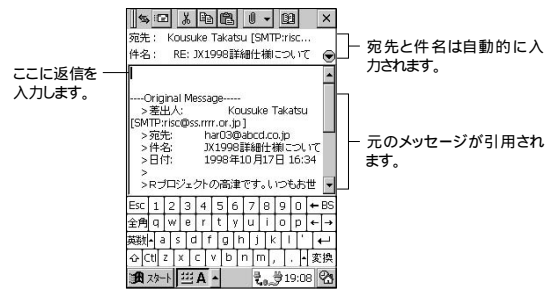 宛先： Kousuke Takatsu [SMTP:risc...
件名： RE: JX1998詳細仕様について
宛先と件名は自動的に入
力されます。
ここに返信を
入力します。
----Original Message-----
＞差出人: Kousuke Takatsu
[SMTP:risc@ss.rrrr.or.jp]
＞宛先: har03@abcd.co.jp
＞件名: JX1998詳細仕様について
＞日付: 1998年10月17日 16:34
＞
＞Rプロジェクトの高津です。いつもお世
元のメッセージが引用され
ます。
Esc 1 2 3 4 5 6 7 8 9 0 ←BS
全角 q w e r t y u i o p ← →
英数 a s d f g h j k l '
Ctl z x c v b n m , . 変換
スタート A 19:08